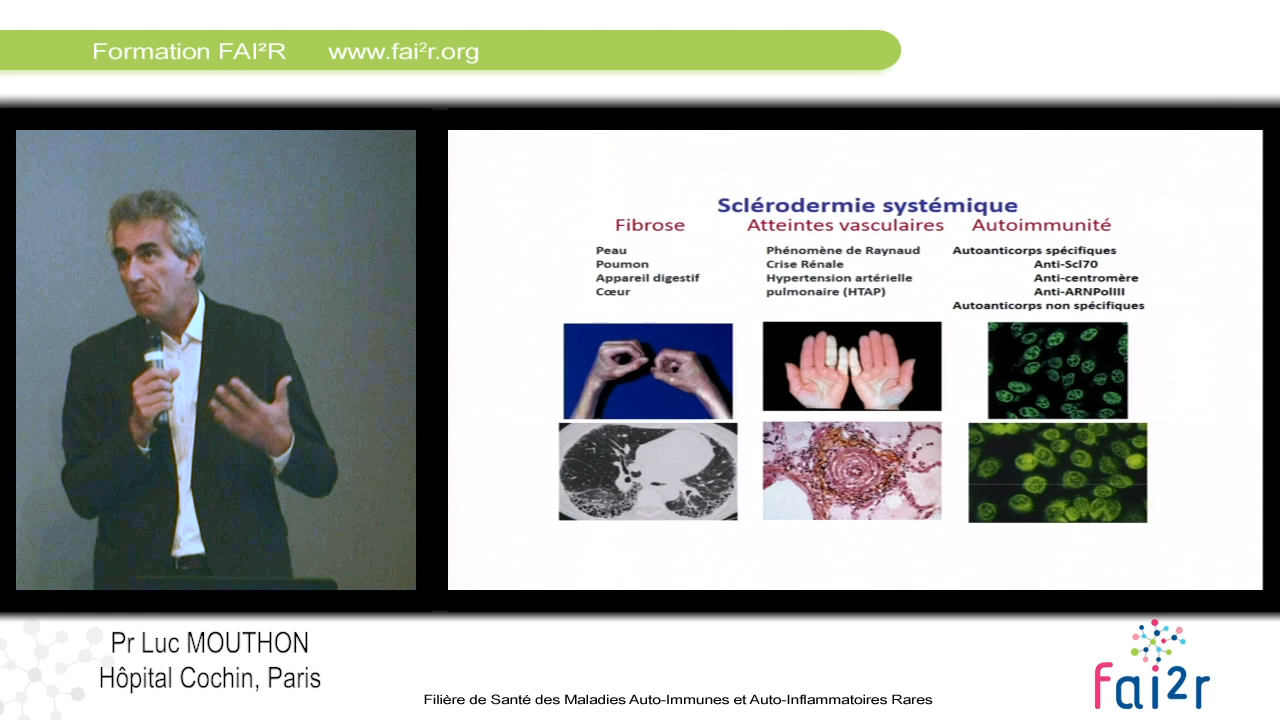 Formation FAI²R www.fai²r.org
Sclérodermie systémique
Fibrose Atteintes vasculaires Autoimmunité
Peau
Poumon
Appareil digestif
Cœur
Phénomène de Raynaud
Crise Rénale
Hypertension artérielle
pulmonaire (HTAP)
Autoanticorps spécifiques
Anti-Scl70
Anti-centromère
Anti-ARNPolIII
Autoanticorps non spécifiques
Pr Luc MOUTHON
Hôpital Cochin, Paris
Filière de Santé des Maladies Auto-Immunes et Auto-Inflammatoires Rares
fai2r